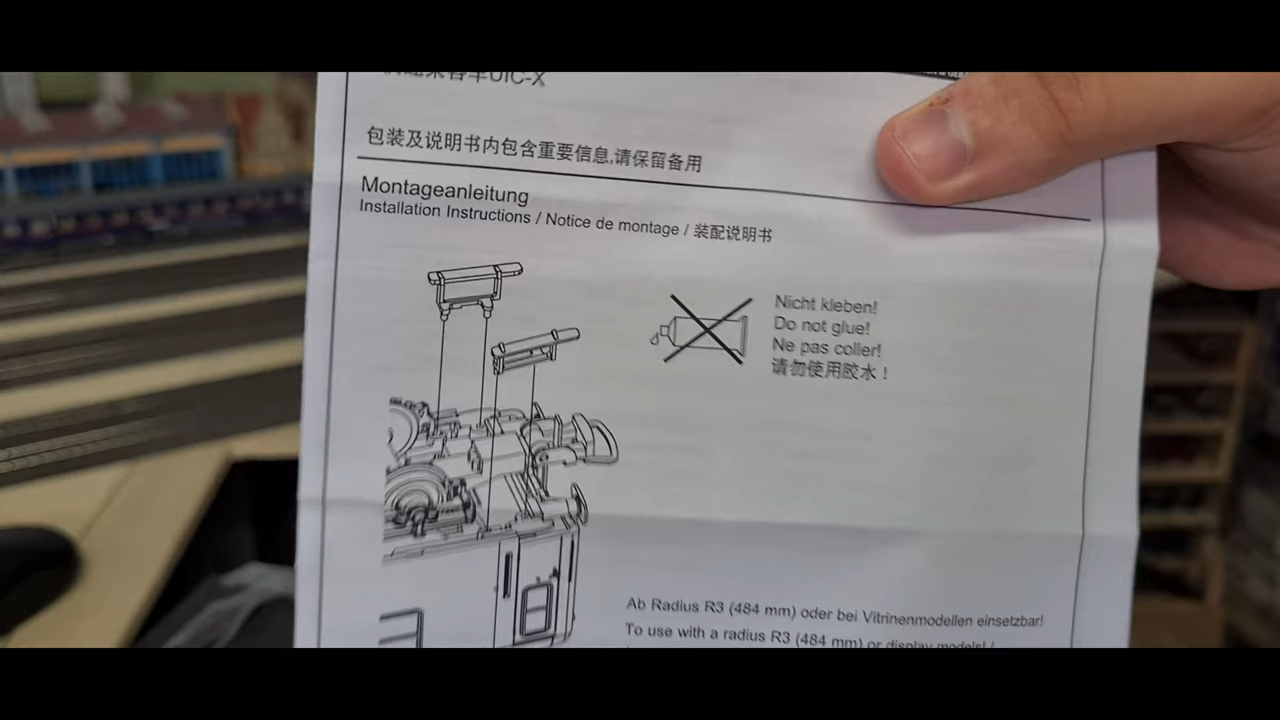 UIC-X
包装及说明书内包含重要信息,请保留备用
Montageanleitung
Installation Instructions / Notice de montage / 装配说明书
Nicht kleben!
Do not glue!
Ne pas coller!
请勿使用胶水！
Ab Radius R3 (484 mm) oder bei Vitrinenmodellen einsetzbar!
To use with a radius R3 (484 mm) or display models! /